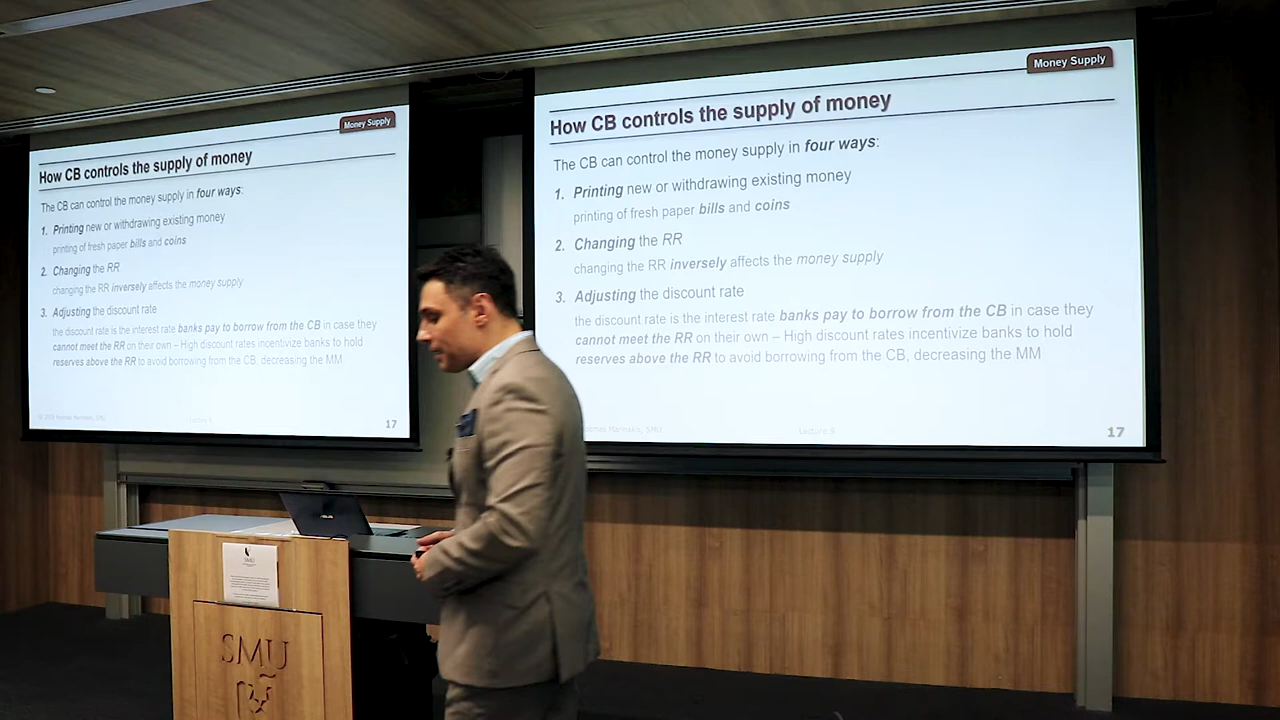 Money Supply
How CB controls the supply of money
The CB can control the money supply in four ways:
1. Printing new or withdrawing existing money
printing of fresh paper bills and coins
2. Changing the RR
changing the RR inversely affects the money supply
3. Adjusting the discount rate
the discount rate is the interest rate banks pay to borrow from the CB in case they
cannot meet the RR on their own – High discount rates incentivize banks to hold
reserves above the RR to avoid borrowing from the CB, decreasing the MM
17
Money Supply
How CB controls the supply of money
The CB can control the money supply in four ways:
1. Printing new or withdrawing existing money
printing of fresh paper bills and coins
2. Changing the RR
changing the RR inversely affects the money supply
3. Adjusting the discount rate
the discount rate is the interest rate banks pay to borrow from the CB in case they
cannot meet the RR on their own – High discount rates incentivize banks to hold
reserves above the RR to avoid borrowing from the CB, decreasing the MM
SMU
Lecture 9
17
ASUS
SMU
SMU